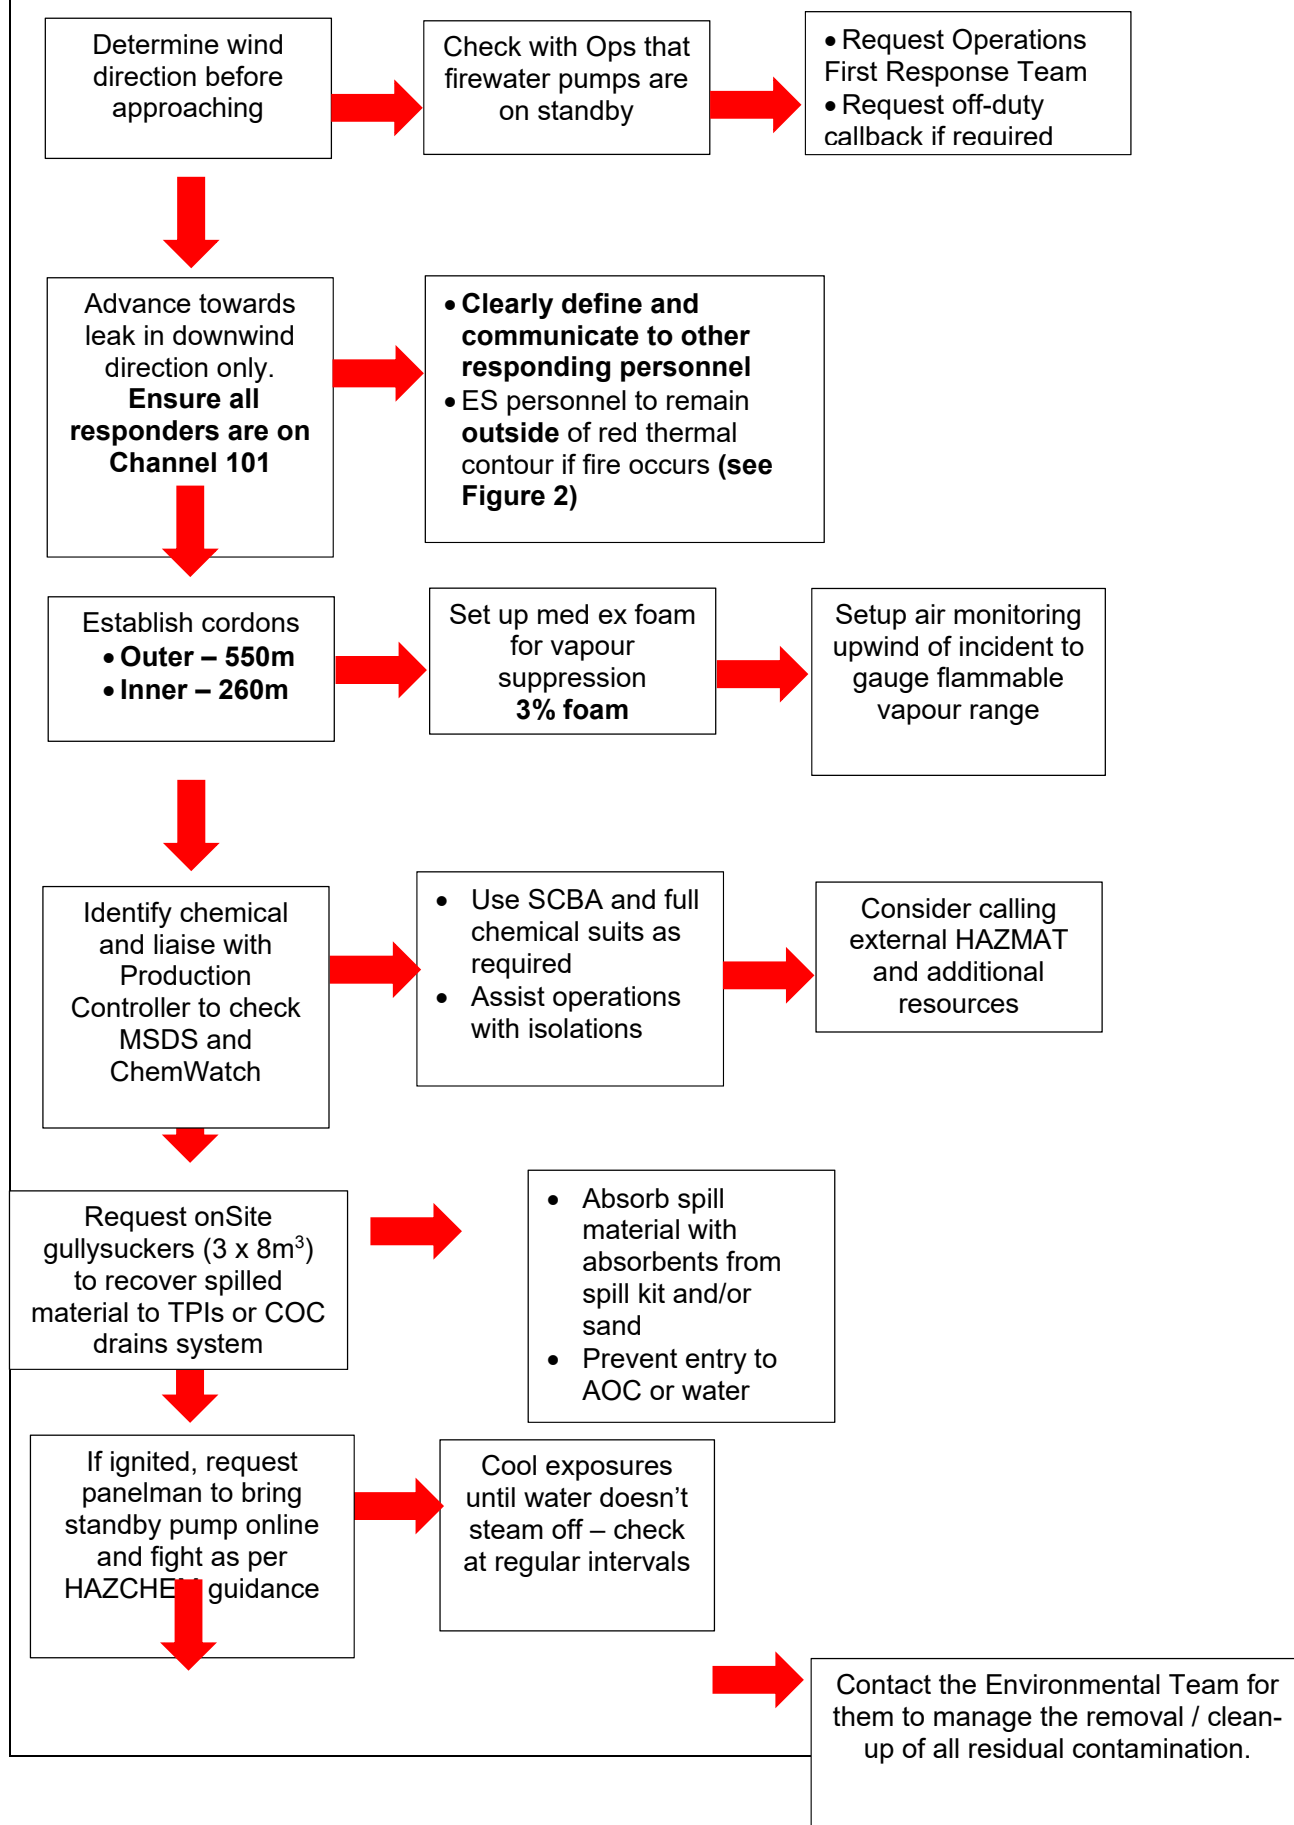 Determine wind
direction before
approaching
Check with Ops that
firewater pumps are
on standby
• Request Operations
First Response Team
• Request off-duty
callback if required
Advance towards
leak in downwind
direction only.
Ensure all
responders are on
Channel 101
• Clearly define and
communicate to other
responding personnel
• ES personnel to remain
outside of red thermal
contour if fire occurs (see
Figure 2)
Establish cordons
• Outer – 550m
• Inner – 260m
Set up med ex foam
for vapour
suppression
3% foam
Setup air monitoring
upwind of incident to
gauge flammable
vapour range
Identify chemical
and liaise with
Production
Controller to check
MSDS and
ChemWatch
• Use SCBA and full
chemical suits as
required
• Assist operations
with isolations
Consider calling
external HAZMAT
and additional
resources
Request onSite
gullysuckers (3 x 8m³)
to recover spilled
material to TPIs or COC
drains system
• Absorb spill
material with
absorbents from
spill kit and/or
sand
• Prevent entry to
AOC or water
If ignited, request
panelman to bring
standby pump online
and fight as per
HAZCHEM guidance
Cool exposures
until water doesn’t
steam off – check
at regular intervals
Contact the Environmental Team for
them to manage the removal / clean-
up of all residual contamination.